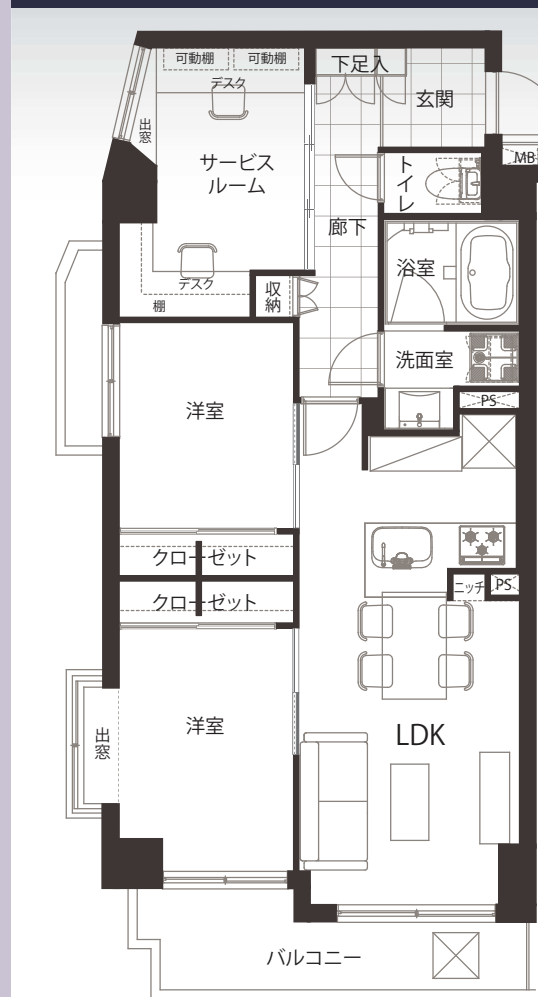 可動棚
可動棚
下足入
玄関
デスク
出窓
サービス
ルーム
トイレ
MB
廊下
浴室
デスク
収納
棚
洗面室
洋室
PS
クローゼット
クローゼット
ニッチ
PS
洋室
出窓
LDK
バルコニー